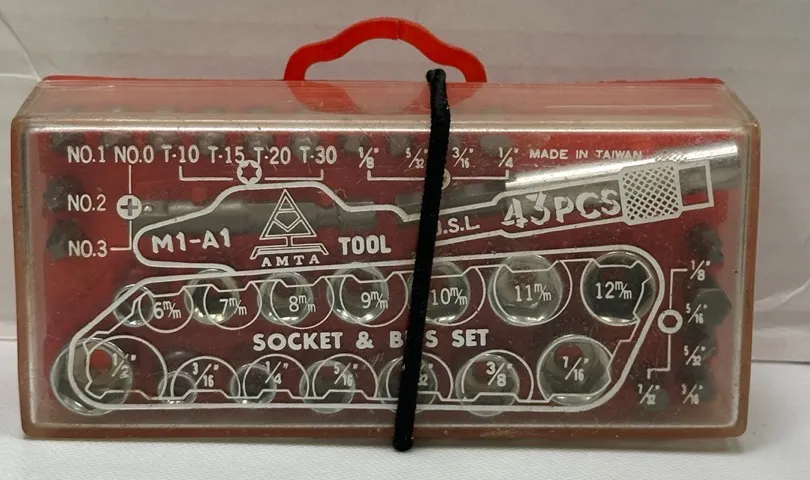 NO.1 NO.0 T-10 T-15 T-20 T-30 1/8" 5/32" 3/16" 1/4" MADE IN TAIWAN
NO.2
43PCS
NO.3
M1-A1
TOOL
AMTA
1/8"
6m/m 7m/m 8m/m 9m/m 10m/m 11m/m 12m/m
5/16"
SOCKET & SET
5/32"
1/2" 3/16" 1/4" 5/16" 3/8" 7/16"
7/32" 3/16"